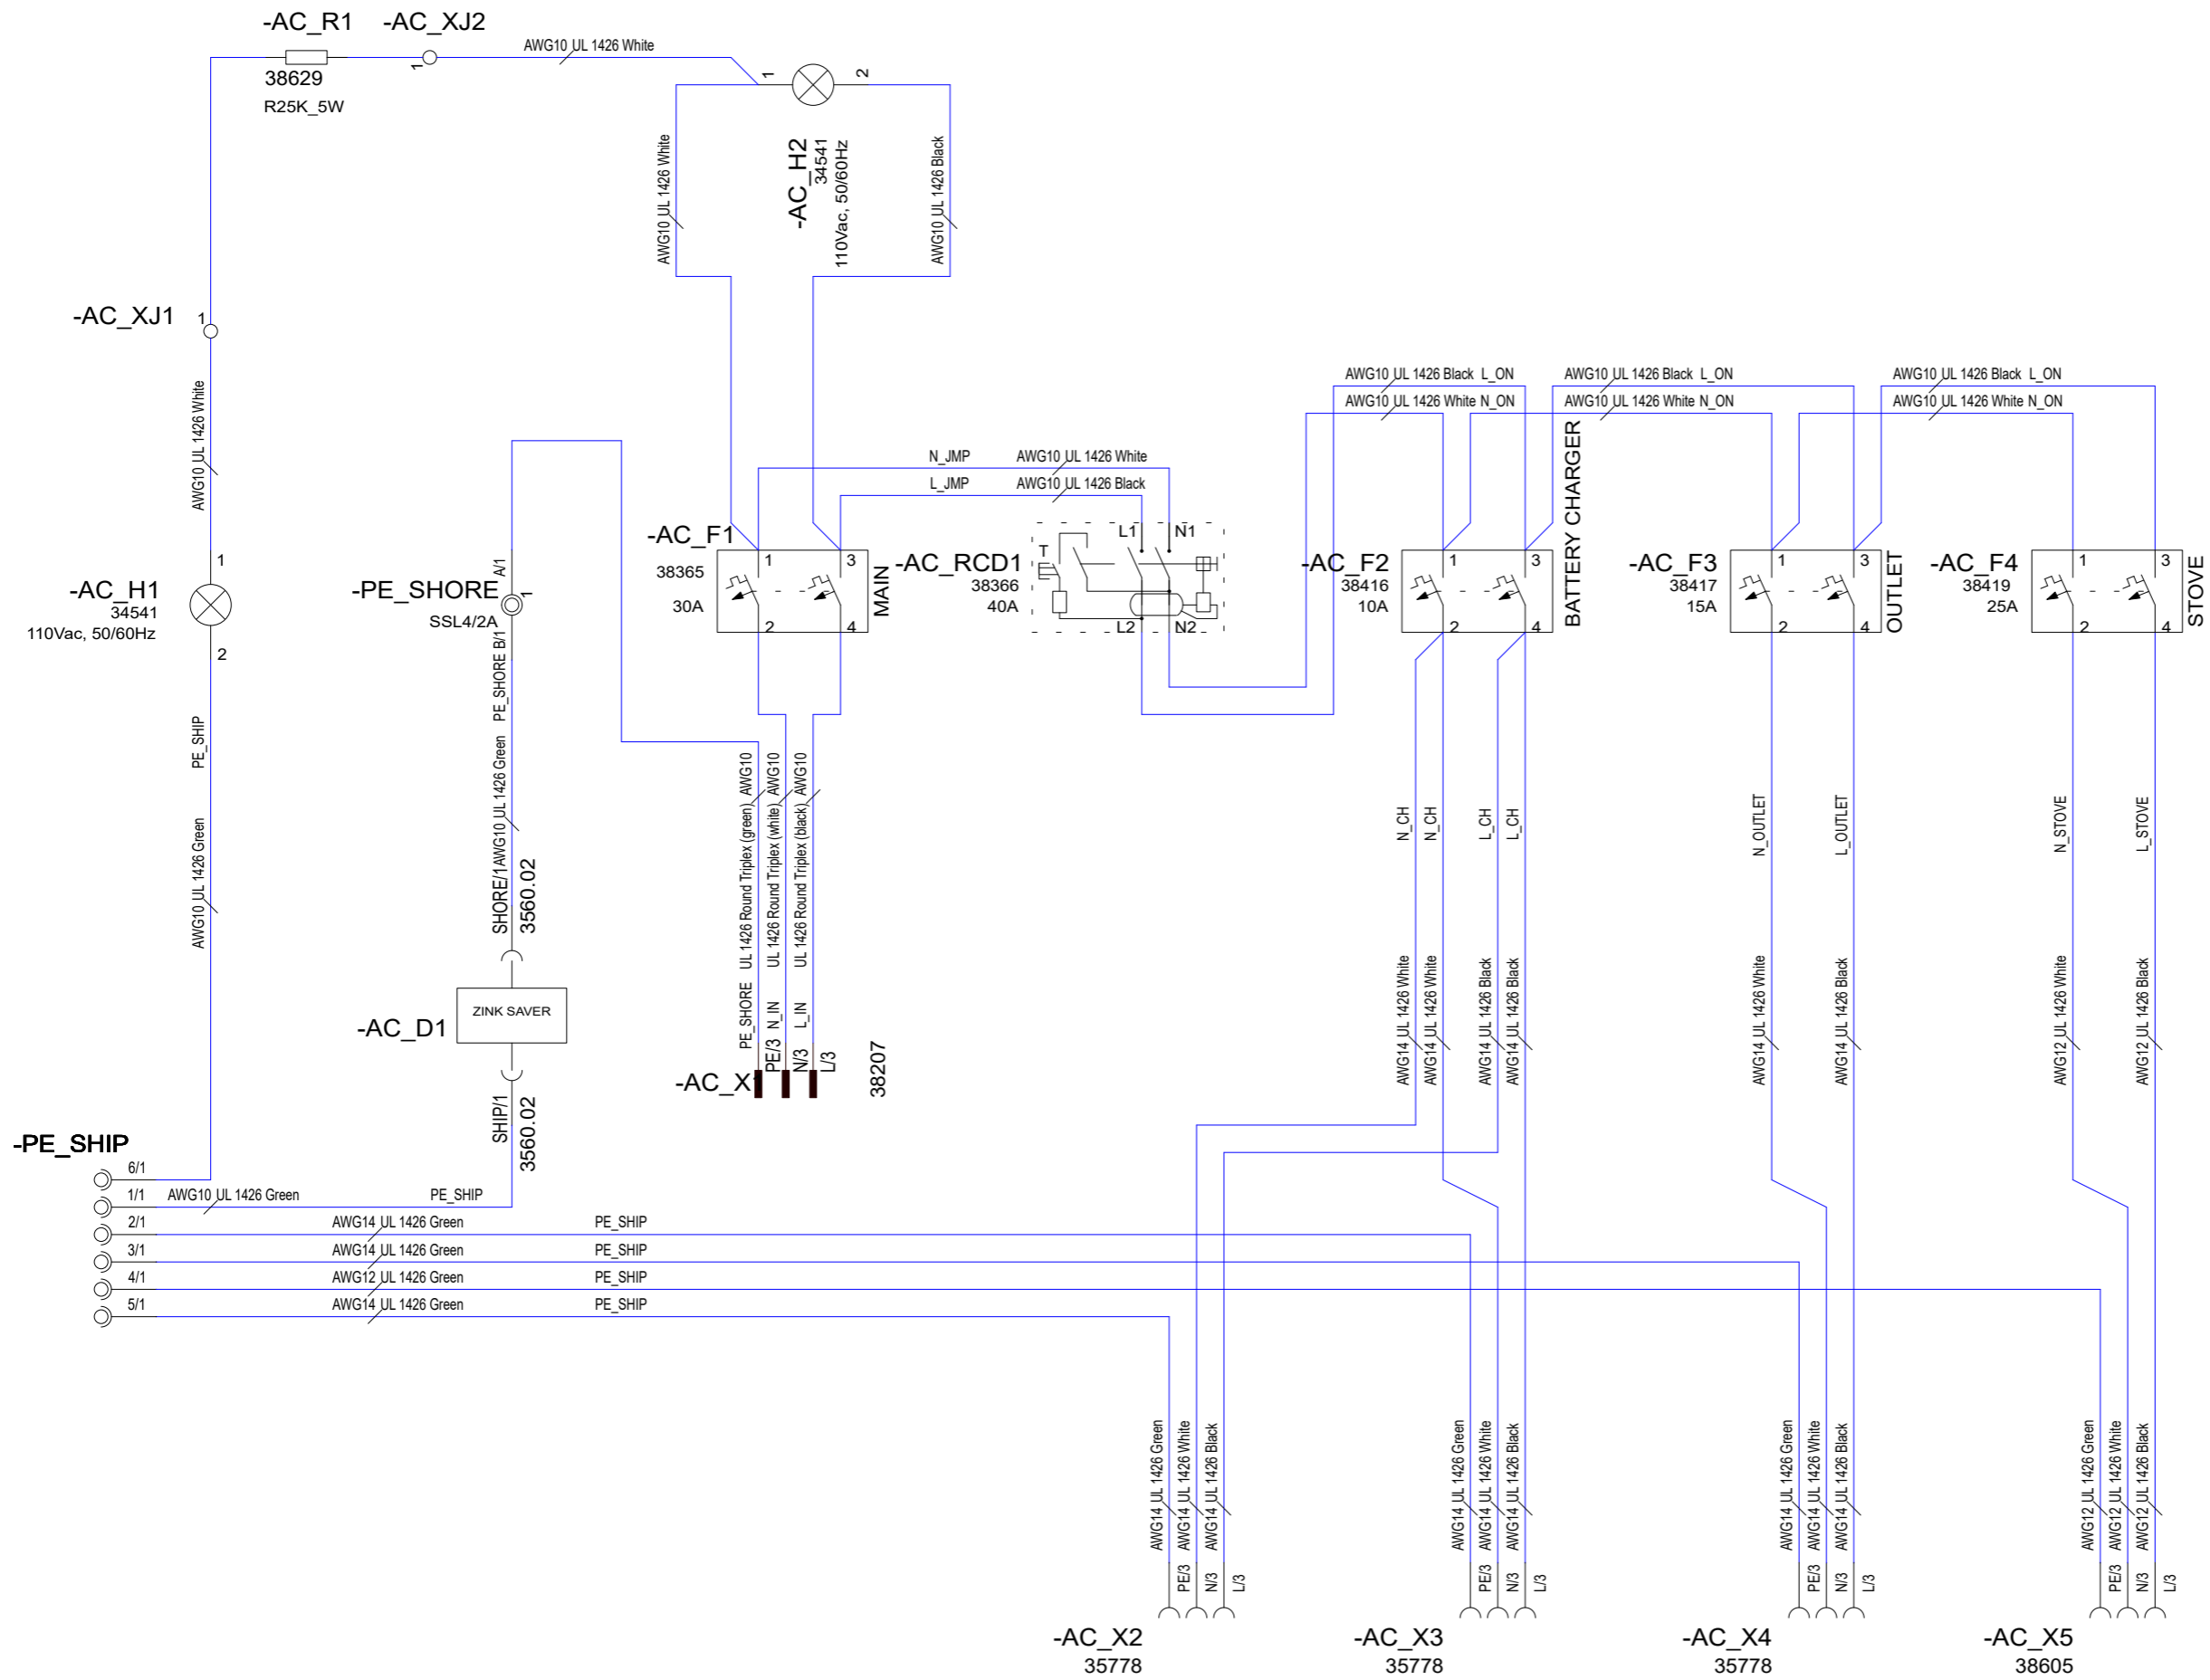 -AC_R1
-AC_XJ2
38629
R25K_5W
1
AWG10 UL 1426 White
1
2
-AC_H2
34541
110Vac, 50/60Hz
AWG10 UL 1426 White
AWG10 UL 1426 Black
-AC_XJ1
1
AWG10 UL 1426 White
1
-AC_H1
34541
110Vac, 50/60Hz
2
PE_SHIP
AWG10 UL 1426 Green
-PE_SHORE
SSL4/2A
A/1
1
PE_SHORE B/1
SHORE/1AWG10 UL 1426 Green
3560.02
ZINK SAVER
-AC_D1
SHIP/1
3560.02
N_JMP
AWG10 UL 1426 White
L_JMP
AWG10 UL 1426 Black
-AC_F1
38365
30A
1
3
2
4
MAIN
-AC_RCD1
38366
40A
T
L1
N1
L2
N2
AWG10 UL 1426 Black L_ON
AWG10 UL 1426 White N_ON
AWG10 UL 1426 Black L_ON
AWG10 UL 1426 White N_ON
AWG10 UL 1426 Black L_ON
AWG10 UL 1426 White N_ON
-AC_F2
38416
10A
1
3
2
4
BATTERY CHARGER
-AC_F3
38417
15A
1
3
2
4
OUTLET
-AC_F4
38419
25A
1
3
2
4
STOVE
PE_SHORE UL 1426 Round Triplex (green) AWG10
N_IN UL 1426 Round Triplex (white) AWG10
L_IN UL 1426 Round Triplex (black) AWG10
PE/3
N/3
L/3
-AC_X
38207
N_CH
N_CH
L_CH
L_CH
AWG14 UL 1426 White
AWG14 UL 1426 White
AWG14 UL 1426 Black
AWG14 UL 1426 Black
N_OUTLET
L_OUTLET
AWG14 UL 1426 White
AWG14 UL 1426 Black
N_STOVE
L_STOVE
AWG12 UL 1426 White
AWG12 UL 1426 Black
-PE_SHIP
6/1
1/1 AWG10 UL 1426 Green PE_SHIP
2/1 AWG14 UL 1426 Green PE_SHIP
3/1 AWG14 UL 1426 Green PE_SHIP
4/1 AWG12 UL 1426 Green PE_SHIP
5/1 AWG14 UL 1426 Green PE_SHIP
AWG14 UL 1426 Green
PE/3 AWG14 UL 1426 White
N/3 AWG14 UL 1426 Black
L/3
-AC_X2
35778
AWG14 UL 1426 Green
PE/3 AWG14 UL 1426 White
N/3 AWG14 UL 1426 Black
L/3
-AC_X3
35778
AWG14 UL 1426 Green
PE/3 AWG14 UL 1426 White
N/3 AWG14 UL 1426 Black
L/3
-AC_X4
35778
AWG12 UL 1426 Green
PE/3 AWG12 UL 1426 White
N/3 AWG12 UL 1426 Black
L/3
-AC_X5
38605